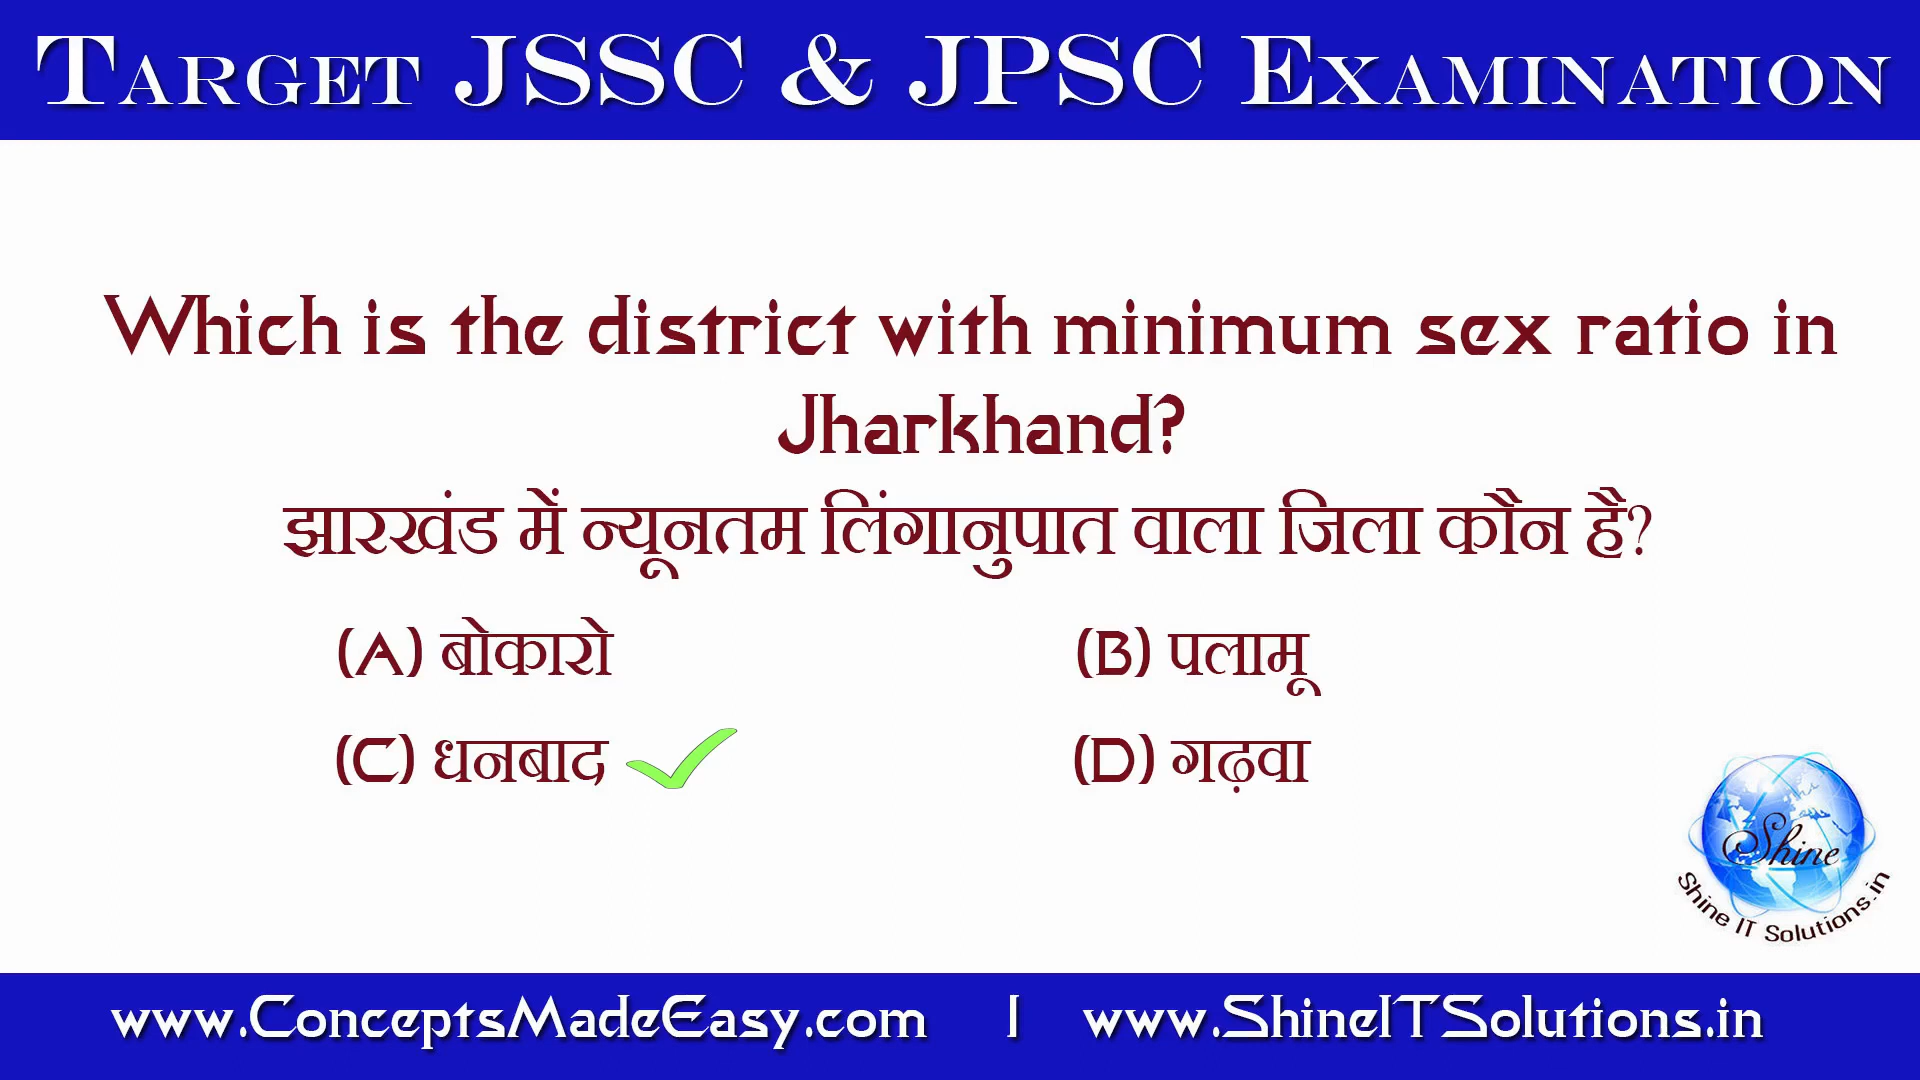 Target JSSC & JPSC Examination
Which is the district with minimum sex ratio in
Jharkhand?
झारखंड में न्यूनतम लिंगानुपात वाला जिला कौन है?
(A) बोकारो (B) पलामू
(C) धनबाद (D) गढ़वा
Shine
Shine IT Solutions.in
www.ConceptsMadeEasy.com | www.ShineITSolutions.in